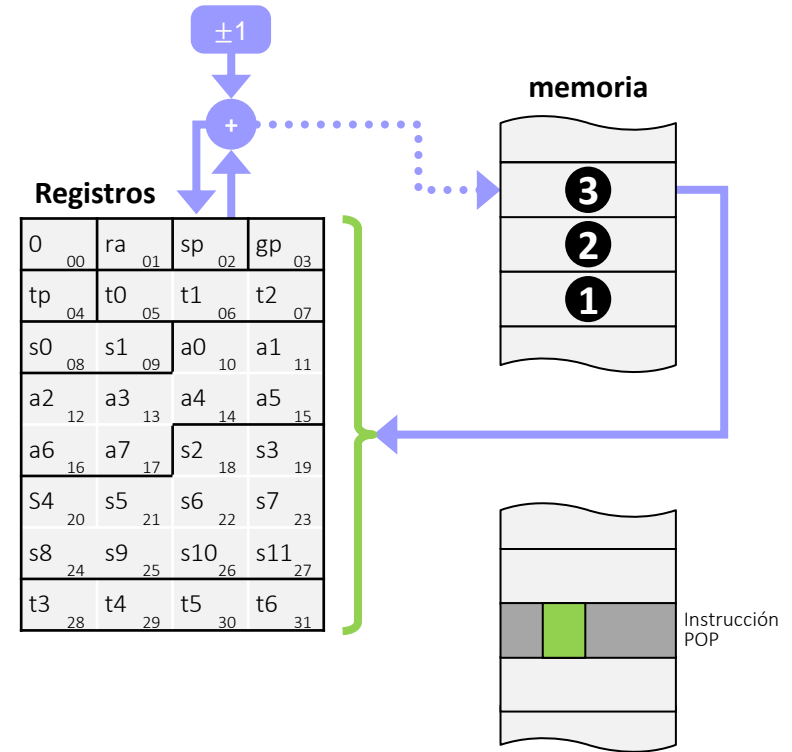 ±1
+
memoria
Registros
3
2
1
0 00 ra 01 sp 02 gp 03
tp 04 t0 05 t1 06 t2 07
s0 08 s1 09 a0 10 a1 11
a2 12 a3 13 a4 14 a5 15
a6 16 a7 17 s2 18 s3 19
S4 20 s5 21 s6 22 s7 23
s8 24 s9 25 s10 26 s11 27
t3 28 t4 29 t5 30 t6 31
Instrucción
POP